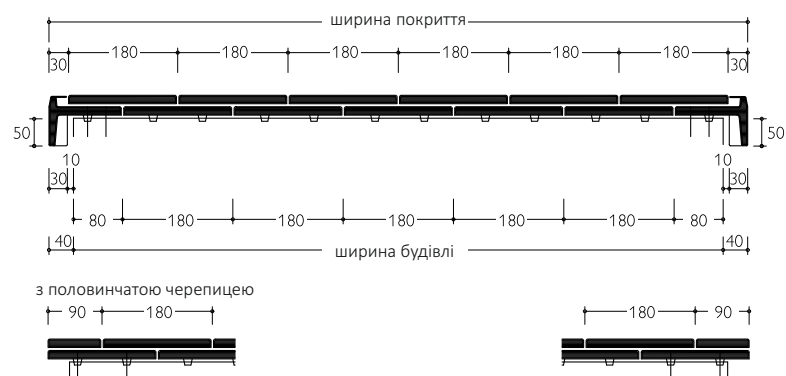 ширина покриття
30 180 180 180 180 180 180 30
50 50
10 10
30 30
80 180 180 180 180 180 80
40 ширина будівлі 40
з половинчатою черепицею
90 180 180 90